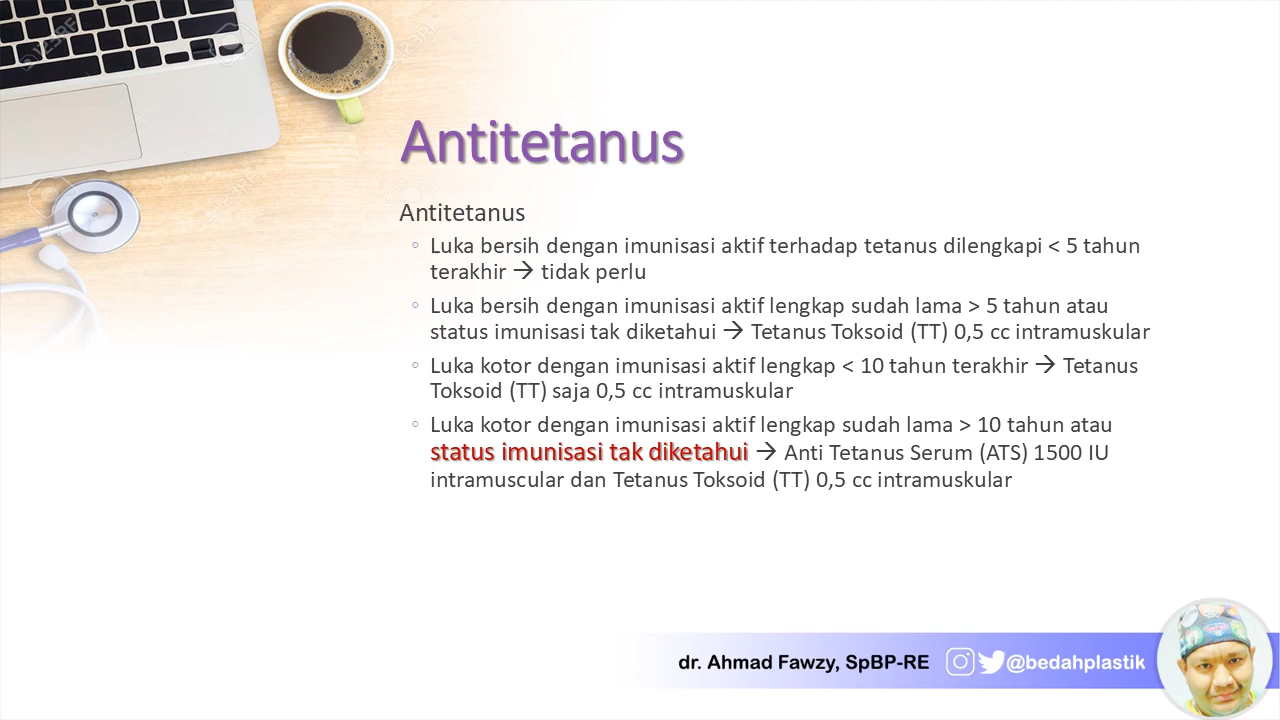 Antitetanus
Antitetanus
◦ Luka bersih dengan imunisasi aktif terhadap tetanus dilengkapi < 5 tahun
terakhir → tidak perlu
◦ Luka bersih dengan imunisasi aktif lengkap sudah lama > 5 tahun atau
status imunisasi tak diketahui → Tetanus Toksoid (TT) 0,5 cc intramuskular
◦ Luka kotor dengan imunisasi aktif lengkap < 10 tahun terakhir → Tetanus
Toksoid (TT) saja 0,5 cc intramuskular
◦ Luka kotor dengan imunisasi aktif lengkap sudah lama > 10 tahun atau
status imunisasi tak diketahui → Anti Tetanus Serum (ATS) 1500 IU
intramuscular dan Tetanus Toksoid (TT) 0,5 cc intramuskular
dr. Ahmad Fawzy, SpBP-RE @bedahplastik